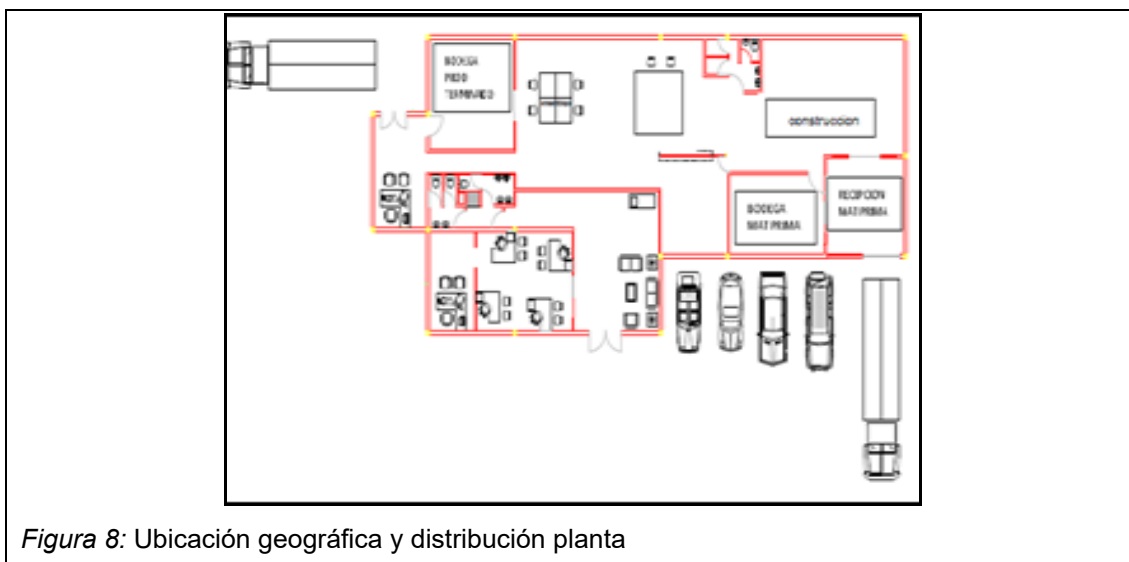 BODEGA
PROD
TERMINADO
construccion
BODEGA
MAT PRIMA
RECEPCION
MAT PRIMA
Figura 8: Ubicación geográfica y distribución planta